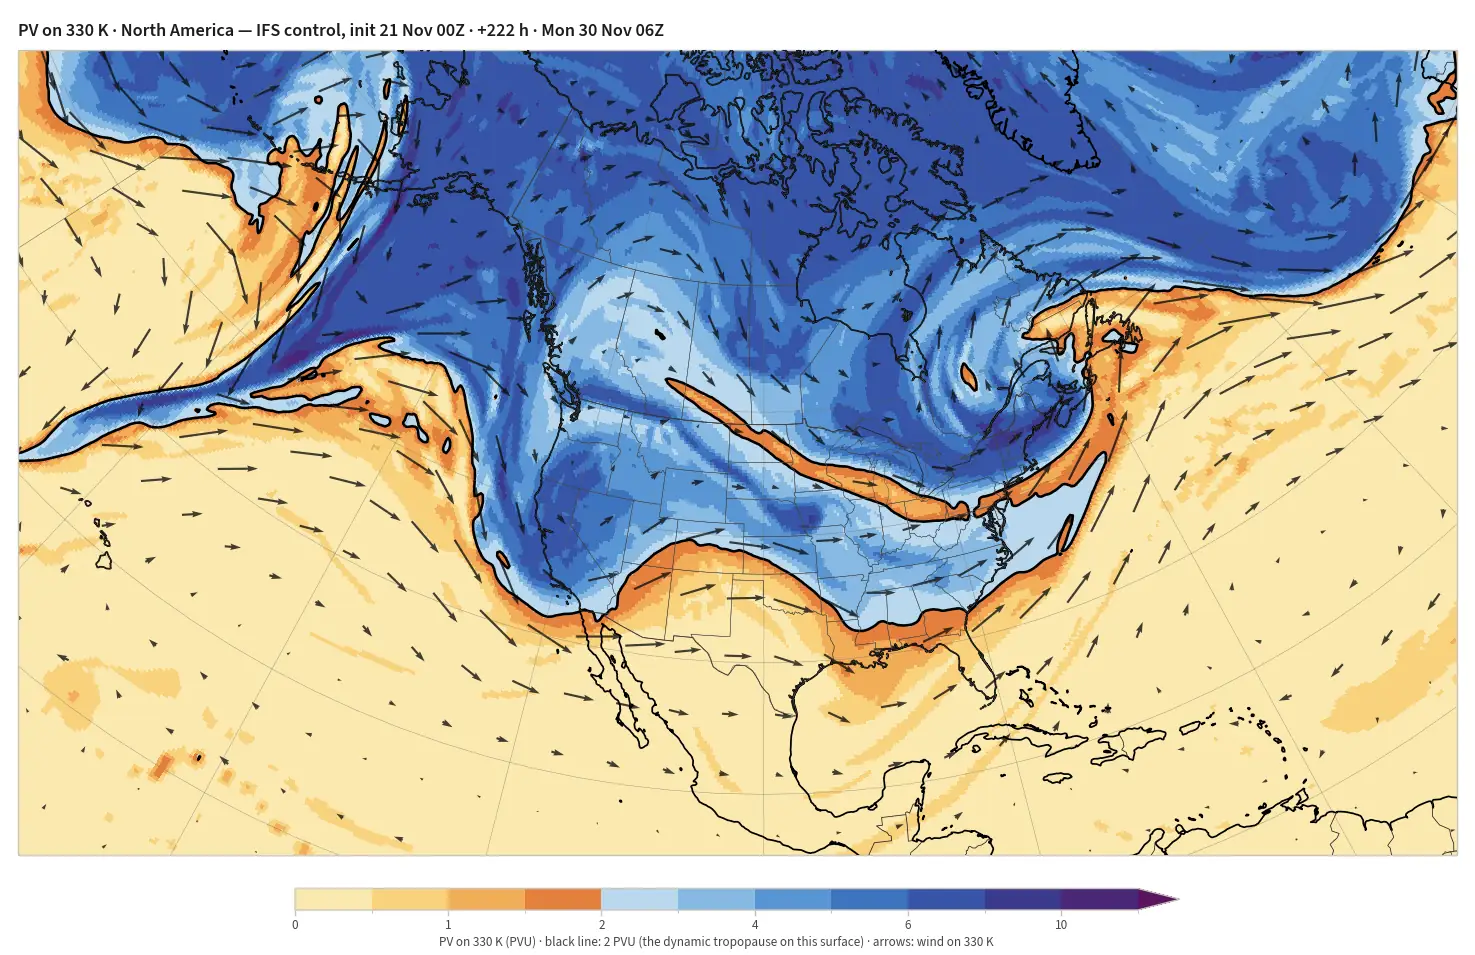 PV on 330 K · North America — IFS control, init 21 Nov 00Z · +222 h · Mon 30 Nov 06Z
0 1 2 4 6 10
PV on 330 K (PVU) · black line: 2 PVU (the dynamic tropopause on this surface) · arrows: wind on 330 K